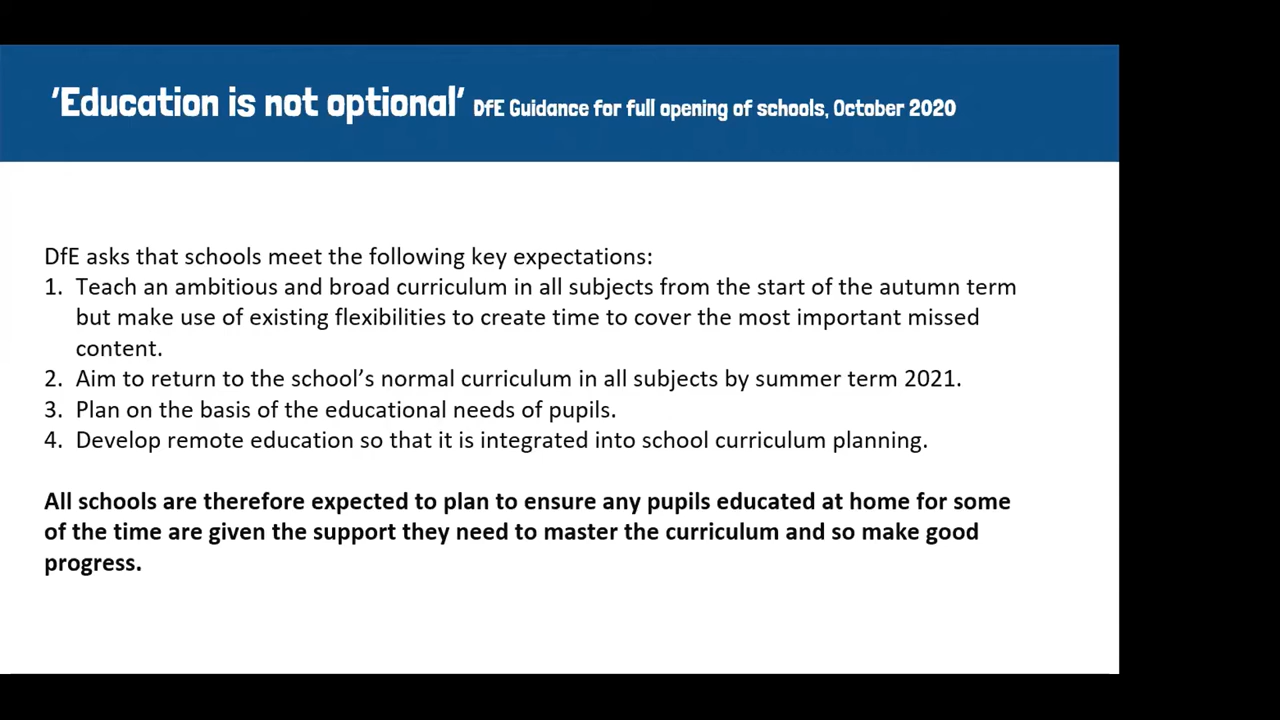 'Education is not optional' DfE Guidance for full opening of schools, October 2020
DfE asks that schools meet the following key expectations:
1. Teach an ambitious and broad curriculum in all subjects from the start of the autumn term
but make use of existing flexibilities to create time to cover the most important missed
content.
2. Aim to return to the school’s normal curriculum in all subjects by summer term 2021.
3. Plan on the basis of the educational needs of pupils.
4. Develop remote education so that it is integrated into school curriculum planning.
All schools are therefore expected to plan to ensure any pupils educated at home for some
of the time are given the support they need to master the curriculum and so make good
progress.